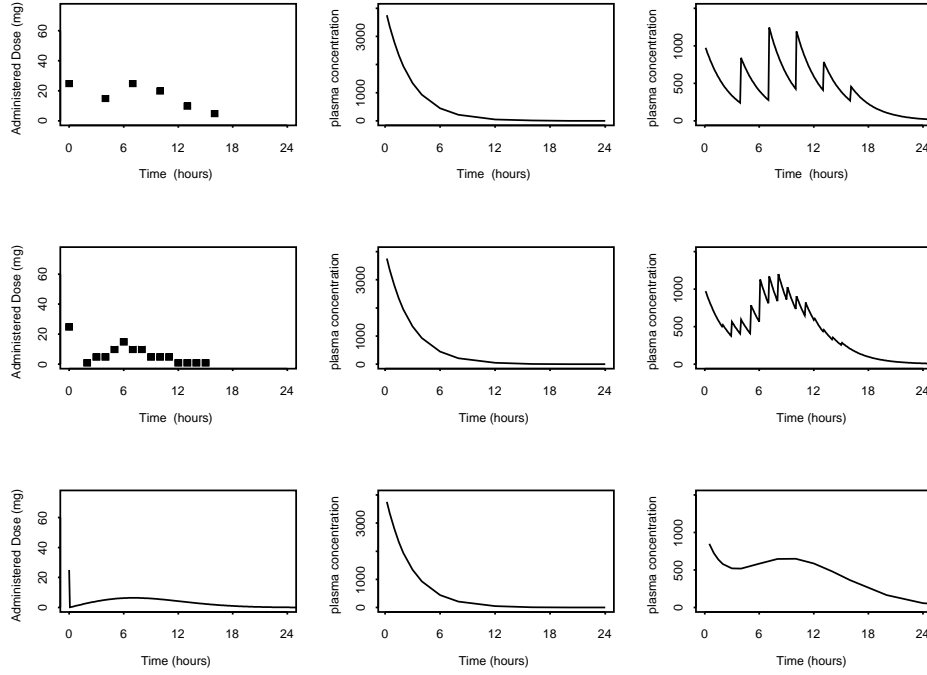 Administered Dose (mg)
0 20 40 60
0 6 12 18 24
Time (hours)
plasma concentration
0 1000 3000
0 6 12 18 24
Time (hours)
plasma concentration
0 500 1000
0 6 12 18 24
Time (hours)
Administered Dose (mg)
0 20 40 60
0 6 12 18 24
Time (hours)
plasma concentration
0 1000 3000
0 6 12 18 24
Time (hours)
plasma concentration
0 500 1000
0 6 12 18 24
Time (hours)
Administered Dose (mg)
0 20 40 60
0 6 12 18 24
Time (hours)
plasma concentration
0 1000 3000
0 6 12 18 24
Time (hours)
plasma concentration
0 500 1000
0 6 12 18 24
Time (hours)